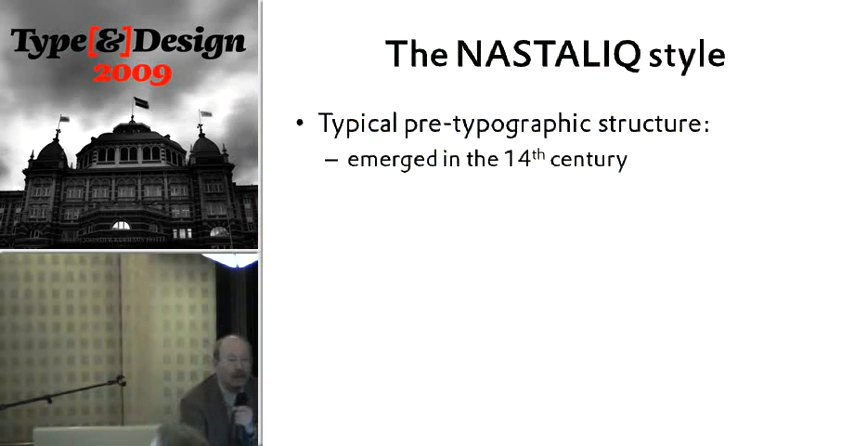 Type[&]Design
2009
The NASTALIQ style
• Typical pre-typographic structure:
– emerged in the 14th century